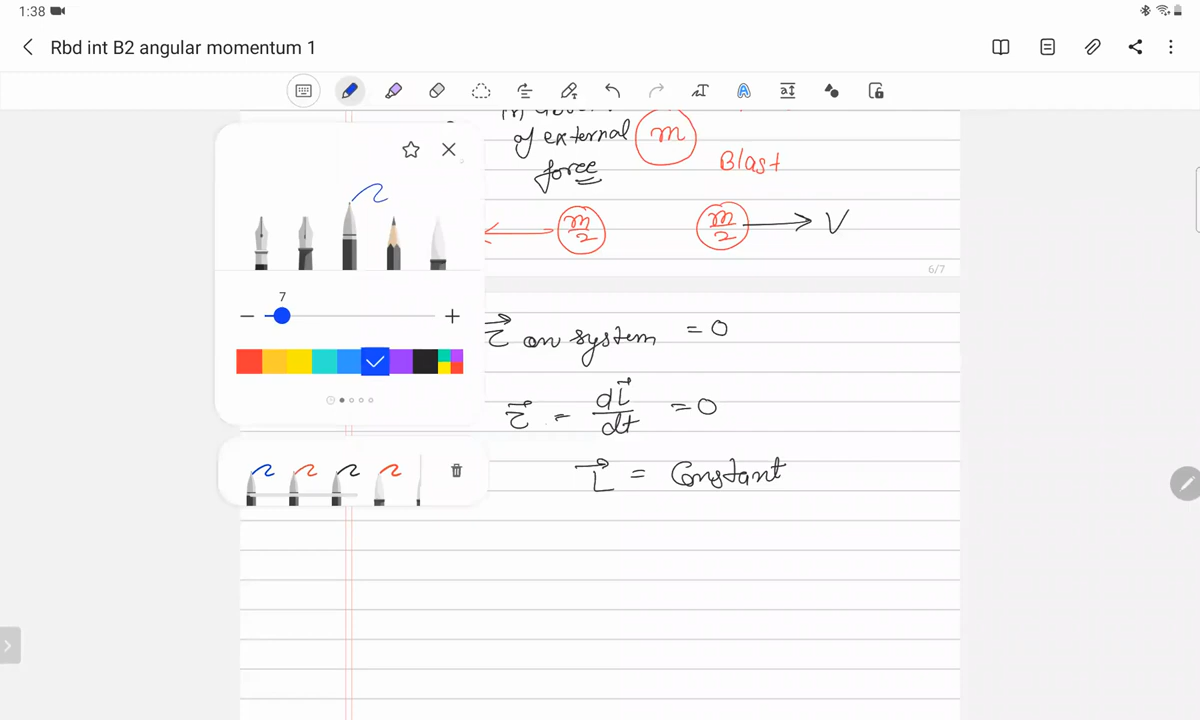 1:38
Rbd int B2 angular momentum 1
of external
force
m
Blast
m/2
m/2 → V
6/7
7
τ⃗ on system = 0
τ⃗ = dL⃗/dt = 0
L⃗ = Constant